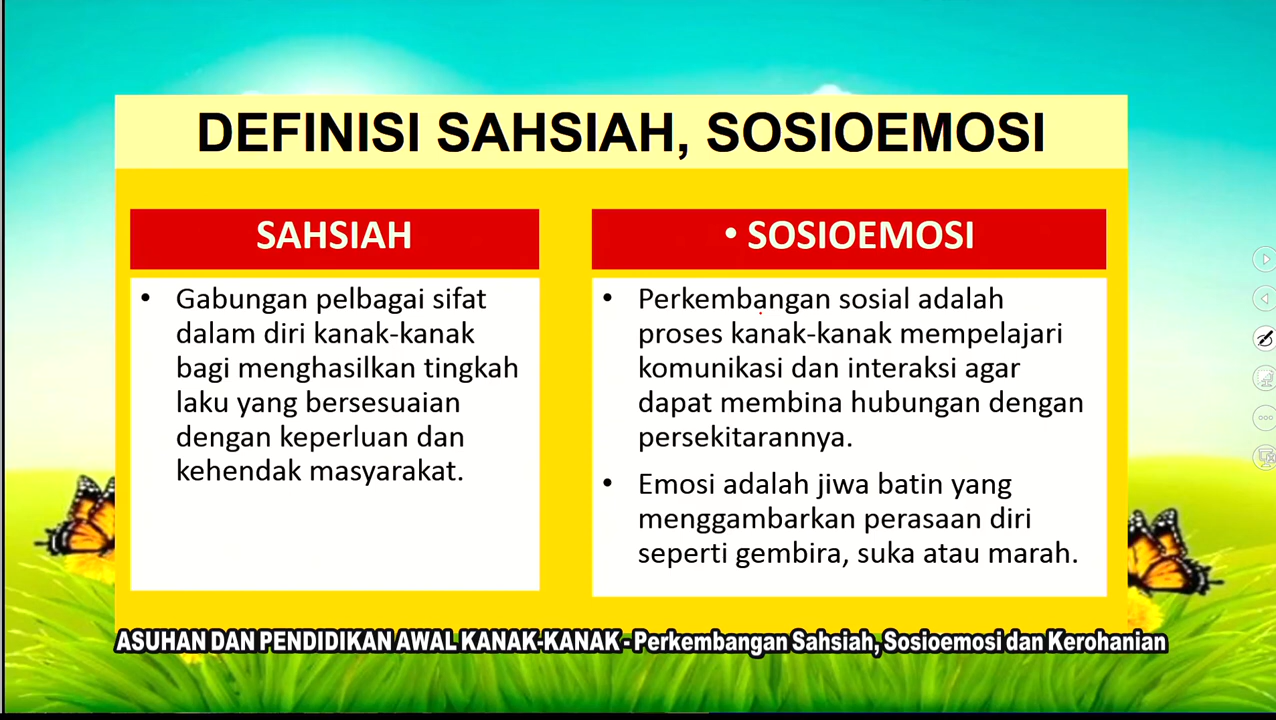 DEFINISI SAHSIAH, SOSIOEMOSI
SAHSIAH
• Gabungan pelbagai sifat
dalam diri kanak-kanak
bagi menghasilkan tingkah
laku yang bersesuaian
dengan keperluan dan
kehendak masyarakat.
• SOSIOEMOSI
• Perkembangan sosial adalah
proses kanak-kanak mempelajari
komunikasi dan interaksi agar
dapat membina hubungan dengan
persekitarannya.
• Emosi adalah jiwa batin yang
menggambarkan perasaan diri
seperti gembira, suka atau marah.
ASUHAN DAN PENDIDIKAN AWAL KANAK-KANAK - Perkembangan Sahsiah, Sosioemosi dan Kerohanian